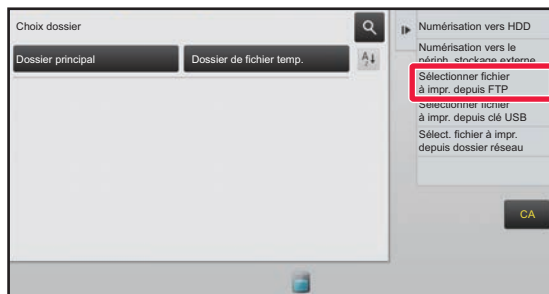 Choix dossier
Dossier principal
Dossier de fichier temp.
Numérisation vers HDD
Numérisation vers le
périph. stockage externe
Sélectionner fichier
à impr. depuis FTP
Sélectionner fichier
à impr. depuis clé USB
Sélect. fichier à impr.
depuis dossier réseau
CA